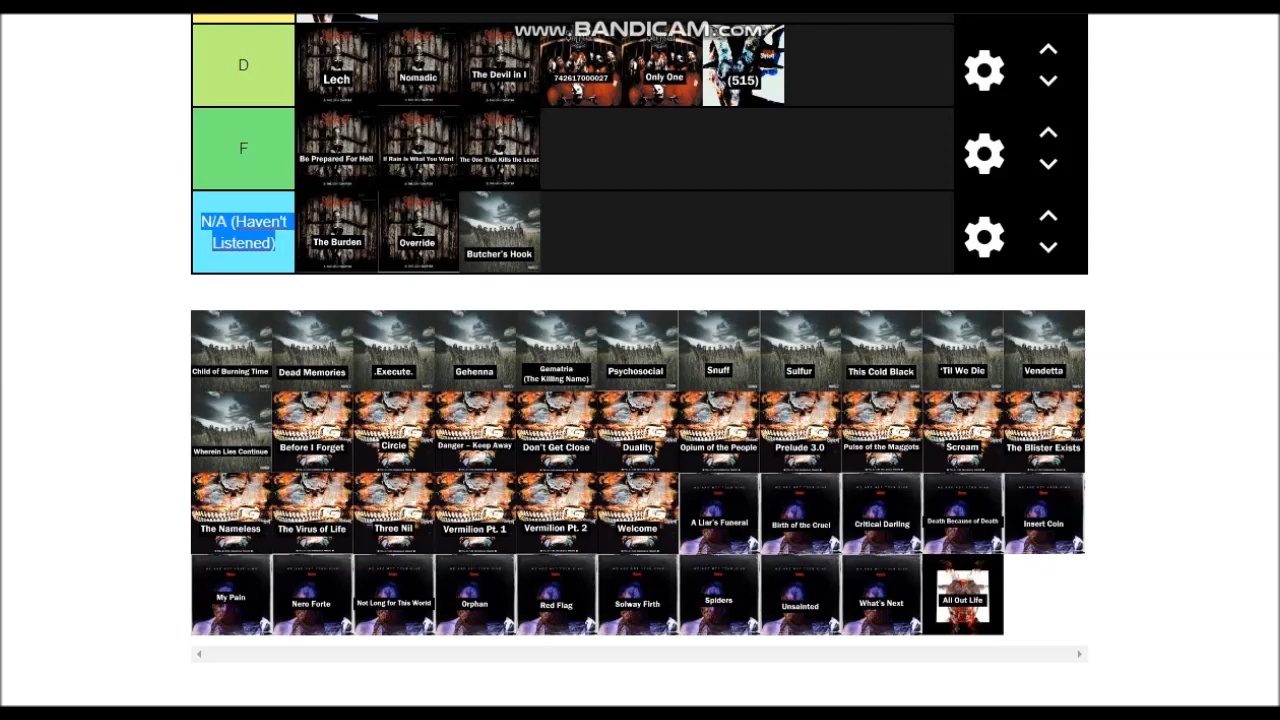 www.BANDICAM.com
D
Lech
Nomadic
The Devil in I
742617000027
Only One
(515)
F
Be Prepared For Hell
If Rain Is What You Want
The One That Kills the Least
N/A (Haven't
Listened)
The Burden
Override
Butcher's Hook
Child of Burning Time
Dead Memories
.Execute.
Gehenna
Gematria
(The Killing Name)
Psychosocial
Snuff
Sulfur
This Cold Black
'Til We Die
Vendetta
Wherein Lies Continue
Before I Forget
Circle
Danger – Keep Away
Don't Get Close
Duality
Opium of the People
Prelude 3.0
Pulse of the Maggots
Scream
The Blister Exists
The Nameless
The Virus of Life
Three Nil
Vermilion Pt. 1
Vermilion Pt. 2
Welcome
A Liar's Funeral
Birth of the Cruel
Critical Darling
Death Because of Death
Insert Coin
My Pain
Nero Forte
Not Long for This World
Orphan
Red Flag
Solway Firth
Spiders
Unsainted
What's Next
All Out Life